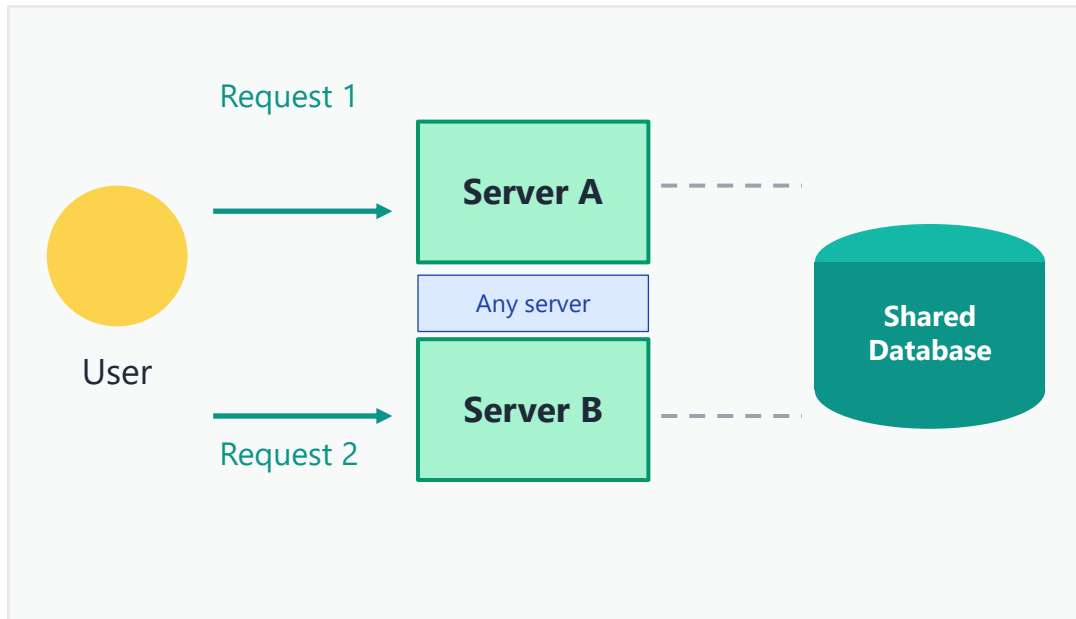 Request 1
Server A
Any server
Shared
Database
User
Server B
Request 2